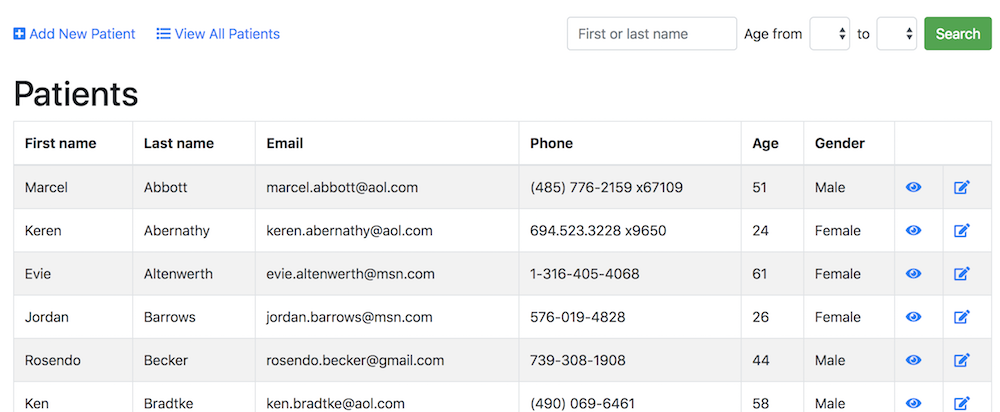 Add New Patient View All Patients First or last name Age from to Search
Patients
First name Last name Email Phone Age Gender
Marcel Abbott marcel.abbott@aol.com (485) 776-2159 x67109 51 Male
Keren Abernathy keren.abernathy@aol.com 694.523.3228 x9650 24 Female
Evie Altenwerth evie.altenwerth@msn.com 1-316-405-4068 61 Female
Jordan Barrows jordan.barrows@msn.com 576-019-4828 26 Female
Rosendo Becker rosendo.becker@gmail.com 739-308-1908 44 Male
Ken Bradtke ken.bradtke@aol.com (490) 069-6461 58 Male